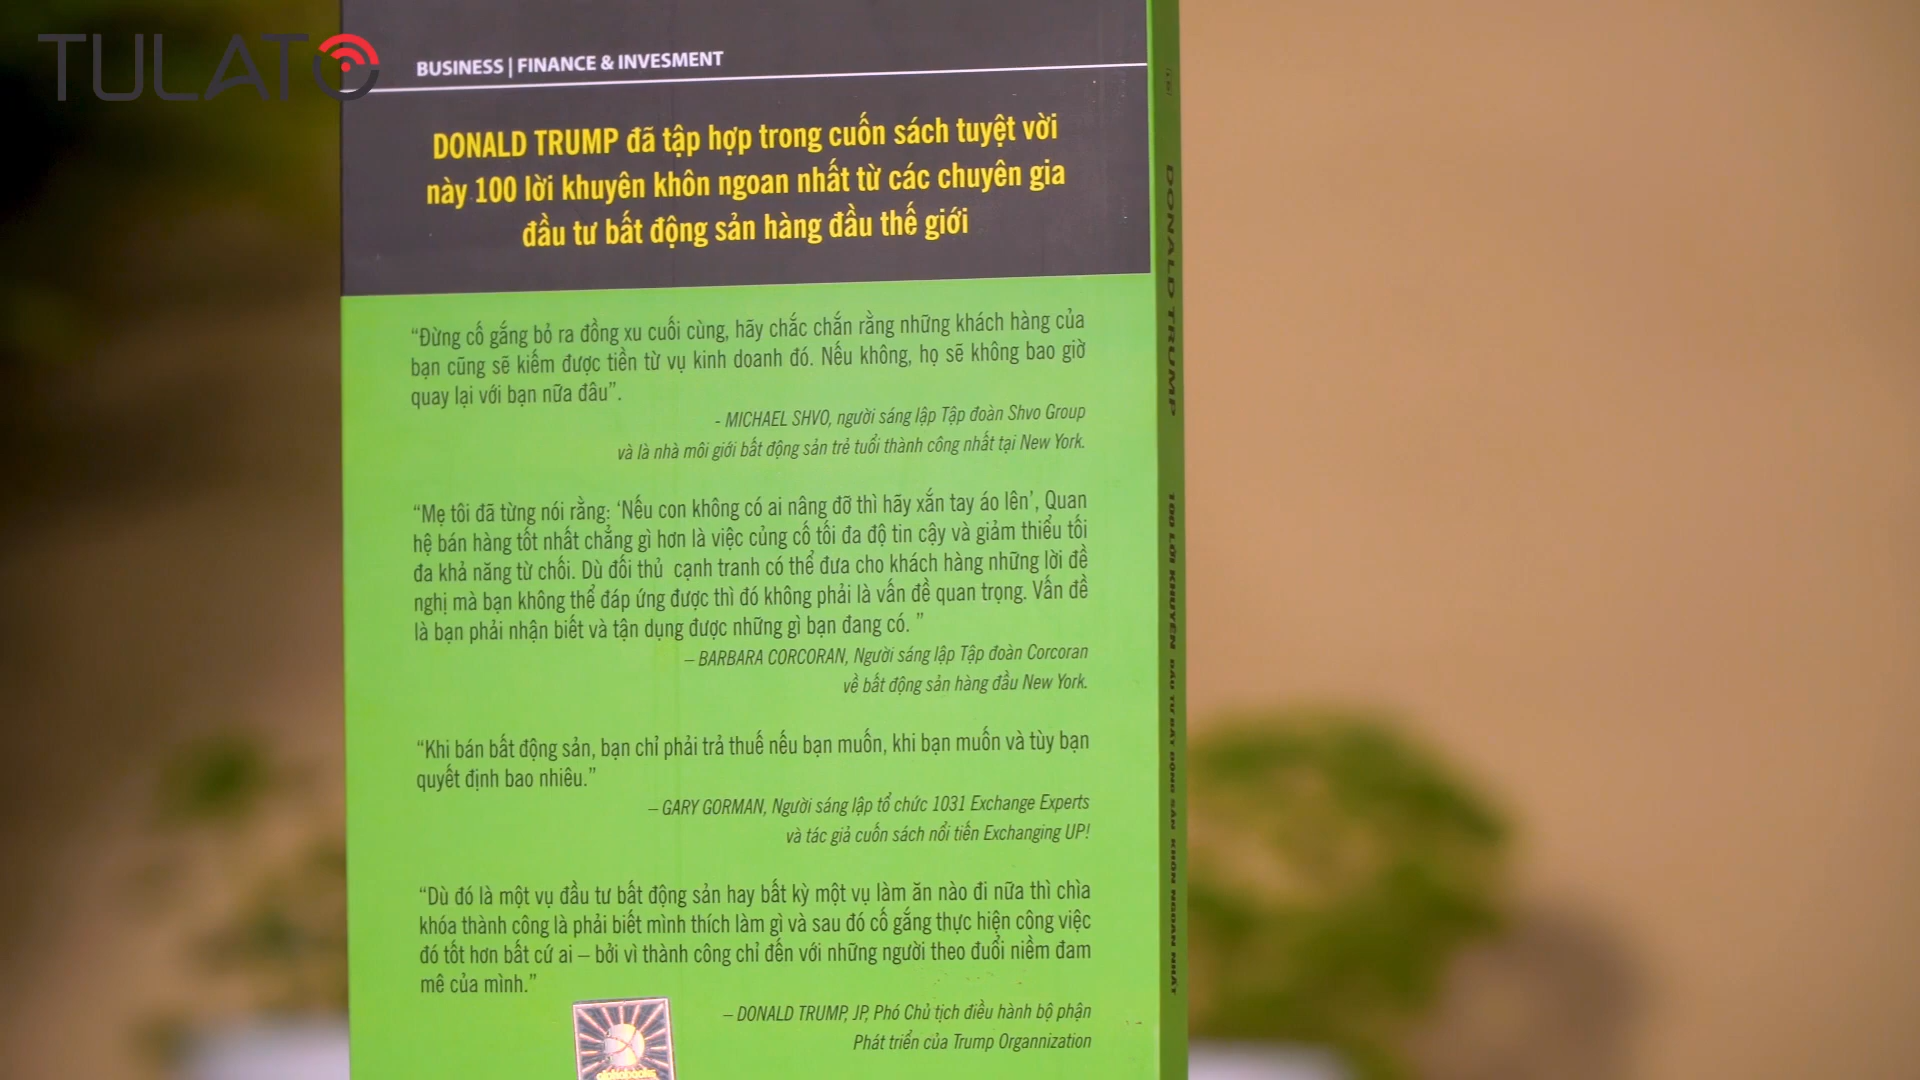 TULATO
BUSINESS | FINANCE & INVESMENT
DONALD TRUMP đã tập hợp trong cuốn sách tuyệt vời
này 100 lời khuyên khôn ngoan nhất từ các chuyên gia
đầu tư bất động sản hàng đầu thế giới
“Đừng cố gắng bỏ ra đồng xu cuối cùng, hãy chắc chắn rằng những khách hàng của
bạn cũng sẽ kiếm được tiền từ vụ kinh doanh đó. Nếu không, họ sẽ không bao giờ
quay lại với bạn nữa đâu”.
- MICHAEL SHVO, người sáng lập Tập đoàn Shvo Group
và là nhà môi giới bất động sản trẻ tuổi thành công nhất tại New York.
“Mẹ tôi đã từng nói rằng: ‘Nếu con không có ai nâng đỡ thì hãy xắn tay áo lên’, Quan
hệ bán hàng tốt nhất chẳng gì hơn là việc củng cố tối đa độ tin cậy và giảm thiểu tối
đa khả năng từ chối. Dù đối thủ cạnh tranh có thể đưa cho khách hàng những lời đề
nghị mà bạn không thể đáp ứng được thì đó không phải là vấn đề quan trọng. Vấn đề
là bạn phải nhận biết và tận dụng được những gì bạn đang có. ”
– BARBARA CORCORAN, Người sáng lập Tập đoàn Corcoran
về bất động sản hàng đầu New York.
“Khi bán bất động sản, bạn chỉ phải trả thuế nếu bạn muốn, khi bạn muốn và tùy bạn
quyết định bao nhiêu.”
– GARY GORMAN, Người sáng lập tổ chức 1031 Exchange Experts
và tác giả cuốn sách nổi tiến Exchanging UP!
“Dù đó là một vụ đầu tư bất động sản hay bất kỳ một vụ làm ăn nào đi nữa thì chìa
khóa thành công là phải biết mình thích làm gì và sau đó cố gắng thực hiện công việc
đó tốt hơn bất cứ ai – bởi vì thành công chỉ đến với những người theo đuổi niềm đam
mê của mình.”
– DONALD TRUMP, JP, Phó Chủ tịch điều hành bộ phận
Phát triển của Trump Organnization
alphabooks
DONALD TRUMP 100 LỜI KHUYÊN ĐẦU TƯ BẤT ĐỘNG SẢN KHÔN NGOAN NHẤT